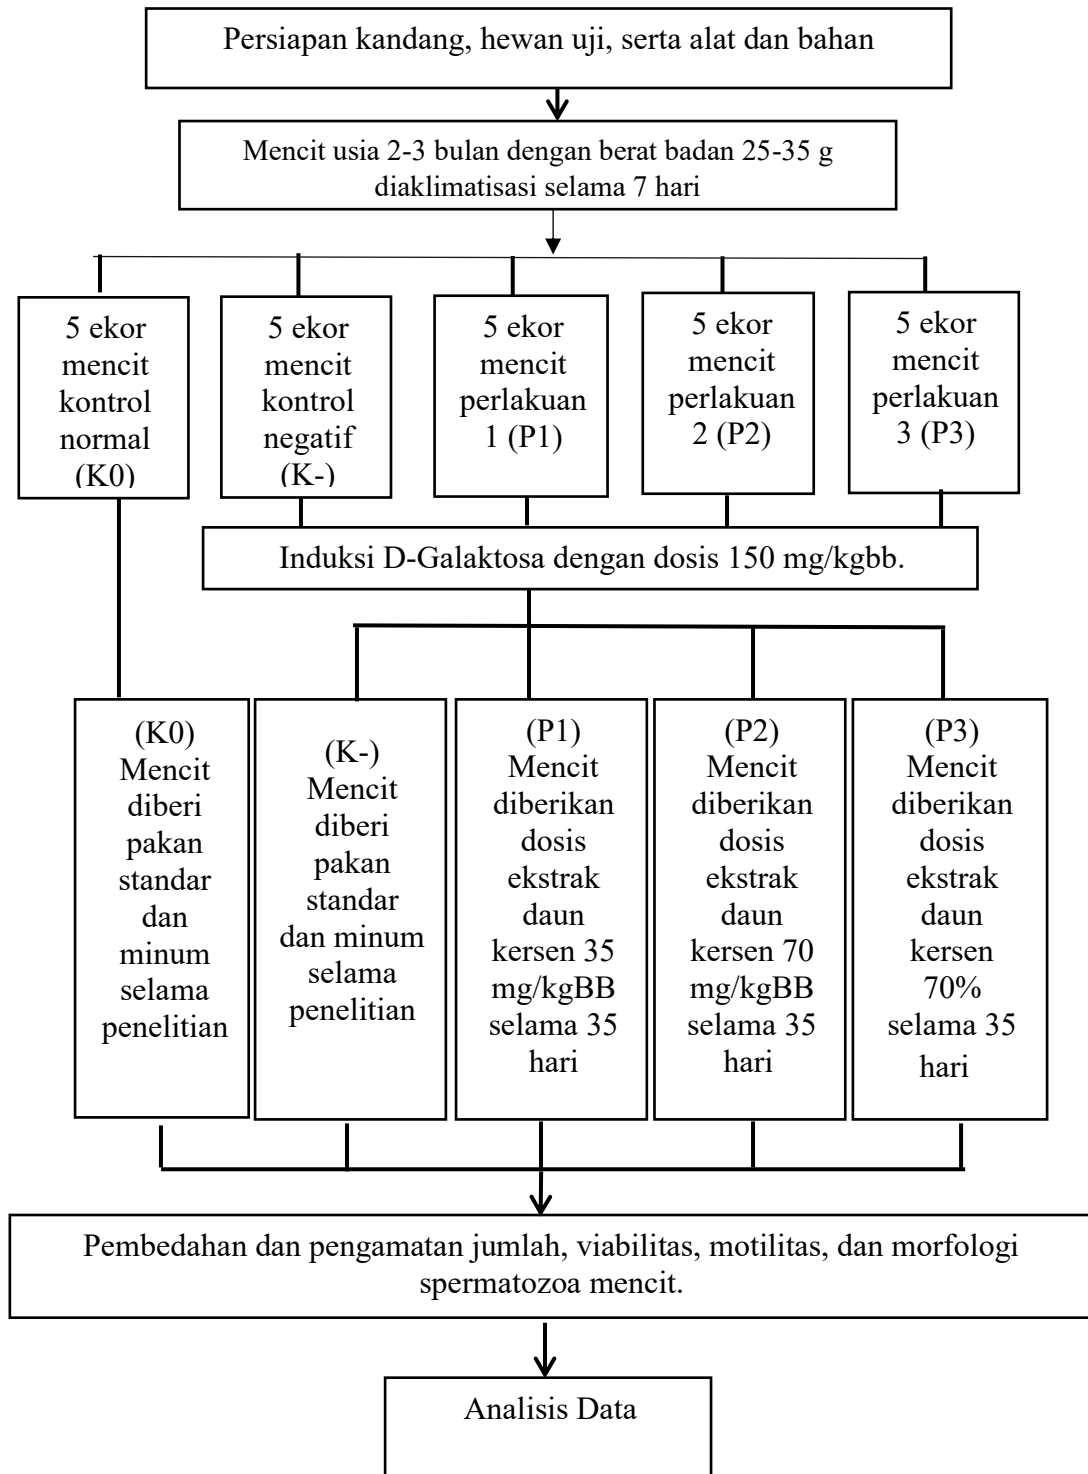 Persiapan kandang, hewan uji, serta alat dan bahan
Mencit usia 2-3 bulan dengan berat badan 25-35 g
diaklimatisasi selama 7 hari
5 ekor
mencit
kontrol
normal
(K0)
5 ekor
mencit
kontrol
negatif
(K-)
5 ekor
mencit
perlakuan
1 (P1)
5 ekor
mencit
perlakuan
2 (P2)
5 ekor
mencit
perlakuan
3 (P3)
Induksi D-Galaktosa dengan dosis 150 mg/kgbb.
(K0)
Mencit
diberi
pakan
standar
dan
minum
selama
penelitian
(K-)
Mencit
diberi
pakan
standar
dan minum
selama
penelitian
(P1)
Mencit
diberikan
dosis
ekstrak
daun
kersen 35
mg/kgBB
selama 35
hari
(P2)
Mencit
diberikan
dosis
ekstrak
daun
kersen 70
mg/kgBB
selama 35
hari
(P3)
Mencit
diberikan
dosis
ekstrak
daun
kersen
70%
selama 35
hari
Pembedahan dan pengamatan jumlah, viabilitas, motilitas, dan morfologi
spermatozoa mencit.
Analisis Data